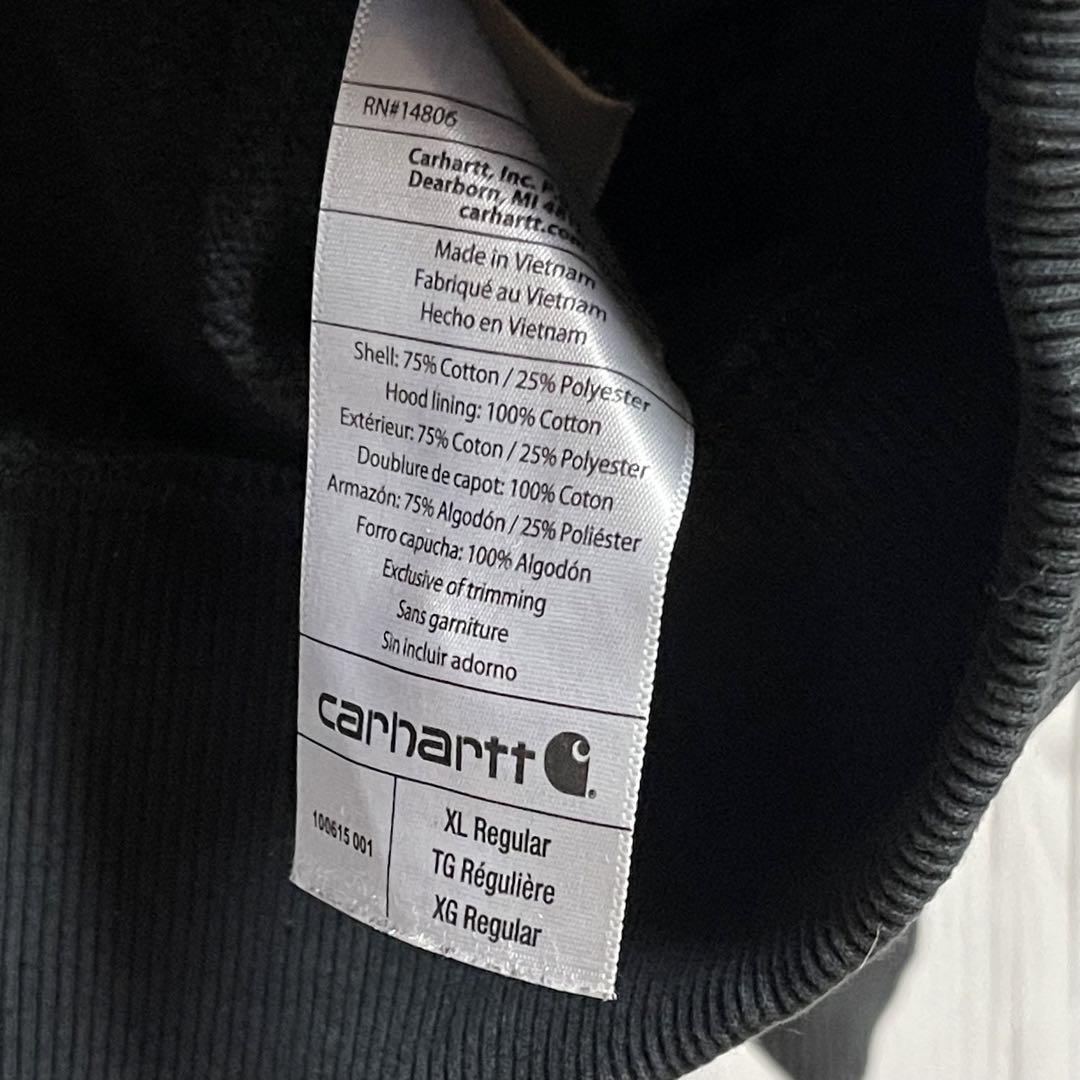 RN#14806
Carhartt, Inc.
Dearborn, MI
carhartt.com
Made in Vietnam
Fabriqué au Vietnam
Hecho en Vietnam
Shell: 75% Cotton / 25% Polyester
Hood lining: 100% Cotton
Extérieur: 75% Coton / 25% Polyester
Doublure de capot: 100% Coton
Armazón: 75% Algodón / 25% Poliéster
Forro capucha: 100% Algodón
Exclusive of trimming
Sans garniture
Sin incluir adorno
carhartt
100615 001
XL Regular
TG Régulière
XG Regular